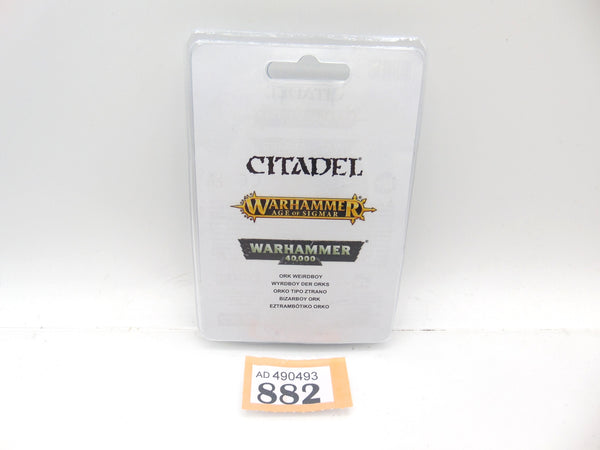 CITADEL
WARHAMMER
AGE OF SIGMAR
WARHAMMER
40,000
ORK WEIRDBOY
WYRDBOY DER ORKS
ORKO TIPO ZTRANO
BIZARBOY ORK
EZTRAMBÓTIKO ORKO
AD 490493
882